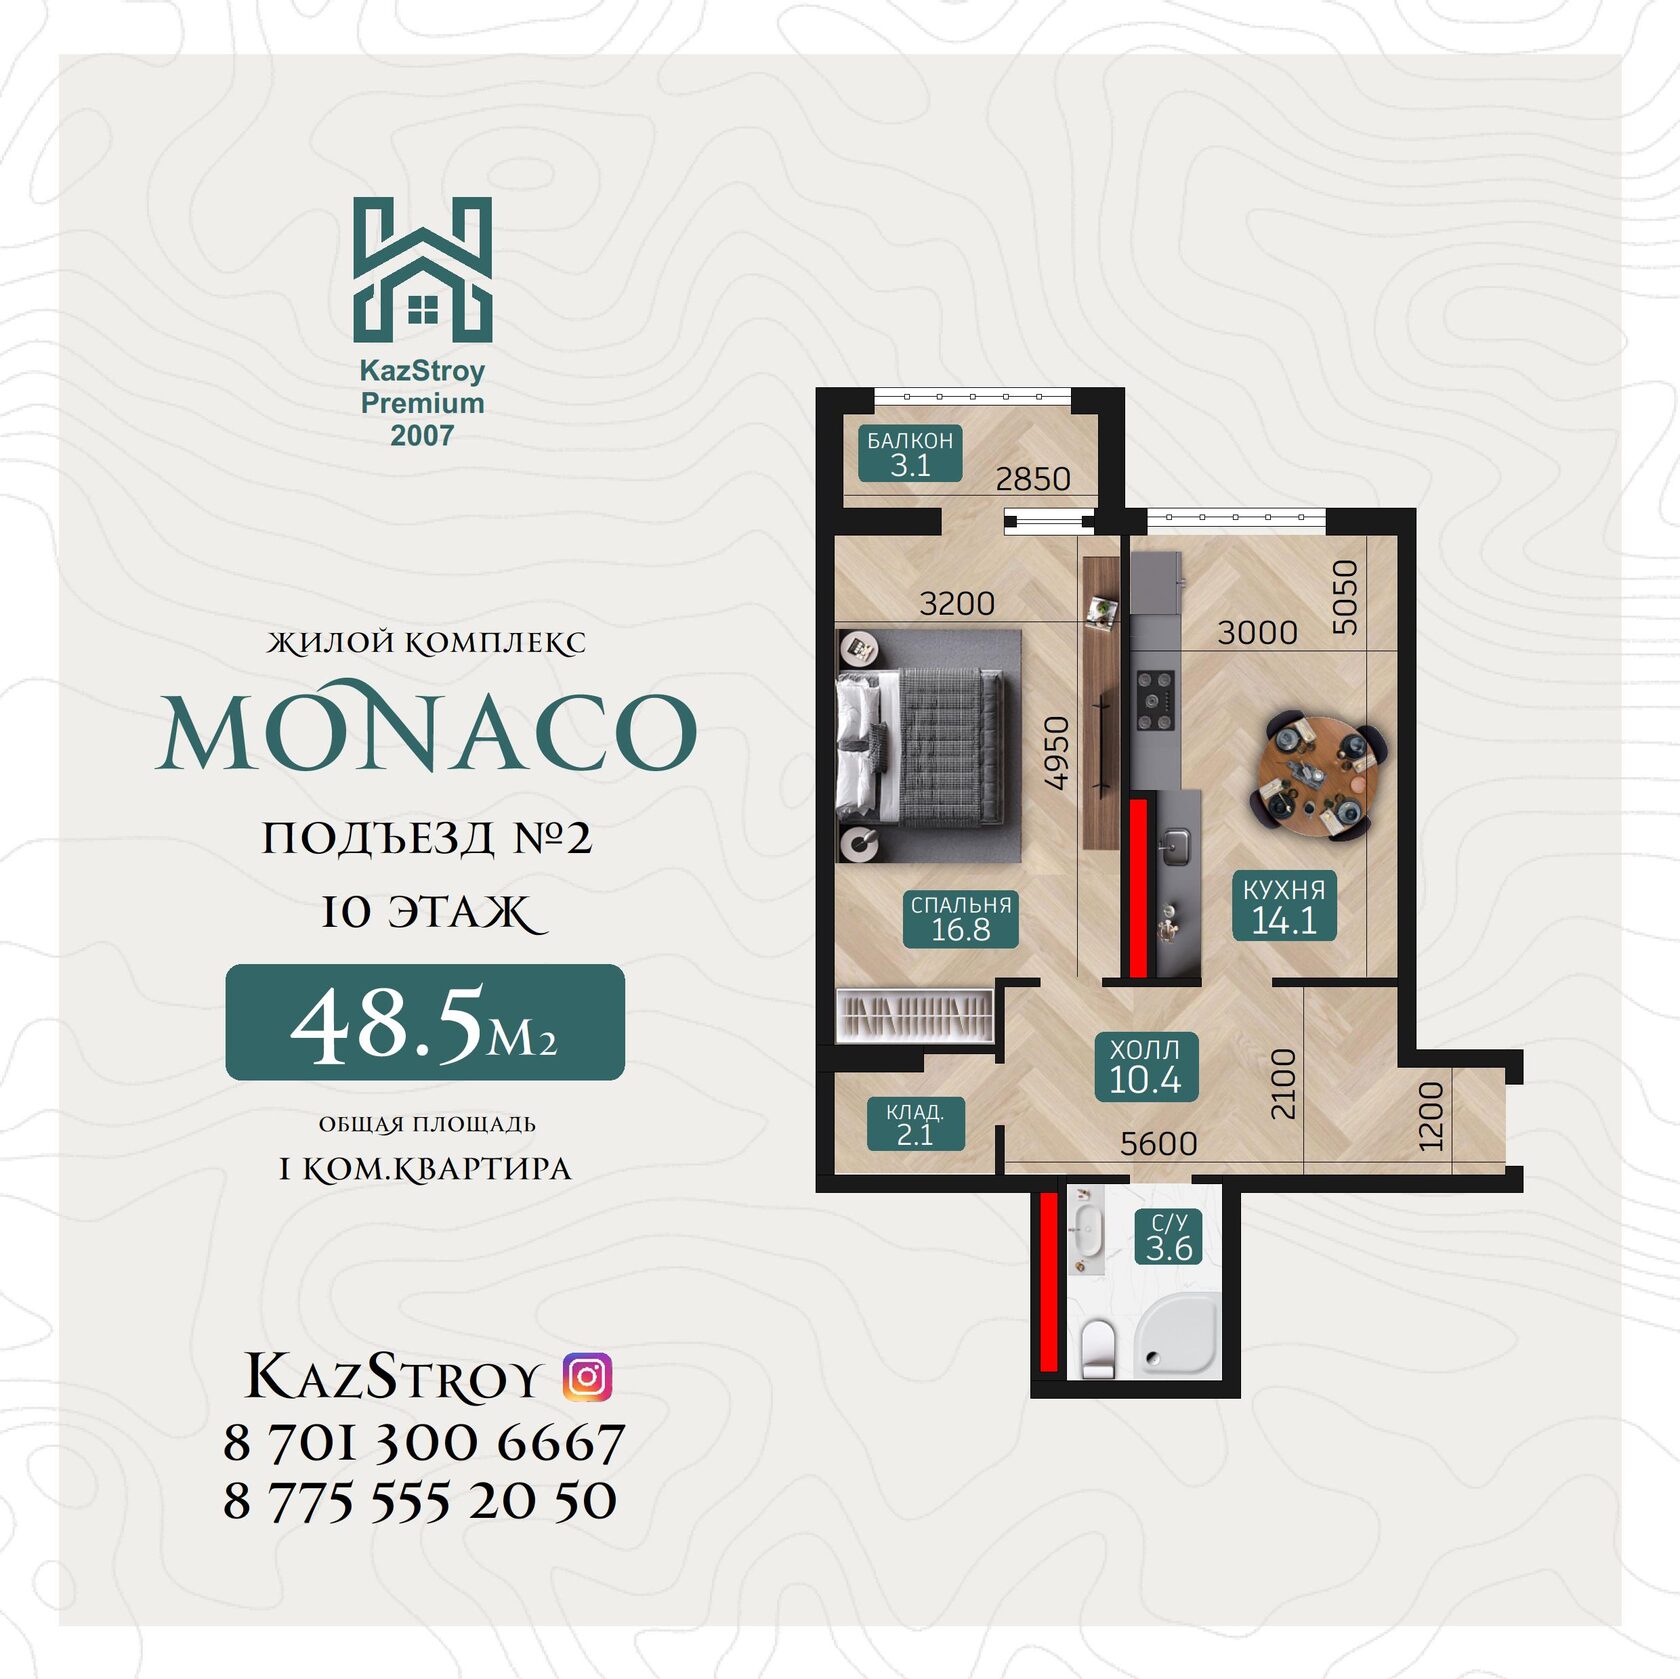 KazStroy
Premium
2007
ЖИЛОЙ КОМПЛЕКС
MONACO
ПОДЪЕЗД №2
10 ЭТАЖ
48.5м2
ОБЩАЯ ПЛОЩАДЬ
1 КОМ.КВАРТИРА
KazStroy
8 701 300 6667
8 775 555 20 50
БАЛКОН
3.1
2850
3200
4950
СПАЛЬНЯ
16.8
3000
5050
КУХНЯ
14.1
ХОЛЛ
10.4
2100
1200
5600
КЛАД.
2.1
С/У
3.6